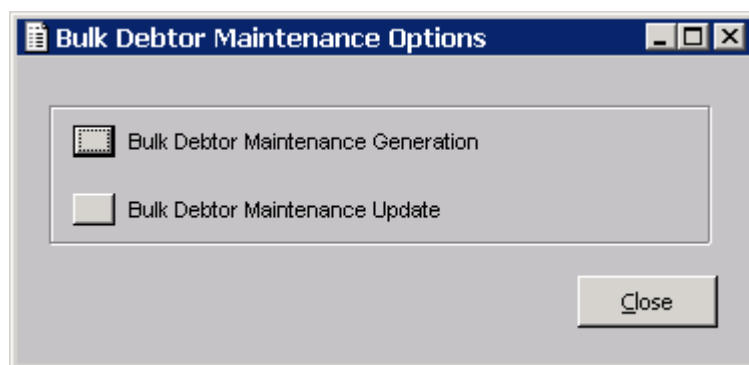 Bulk Debtor Maintenance Options
Bulk Debtor Maintenance Generation
Bulk Debtor Maintenance Update
Close